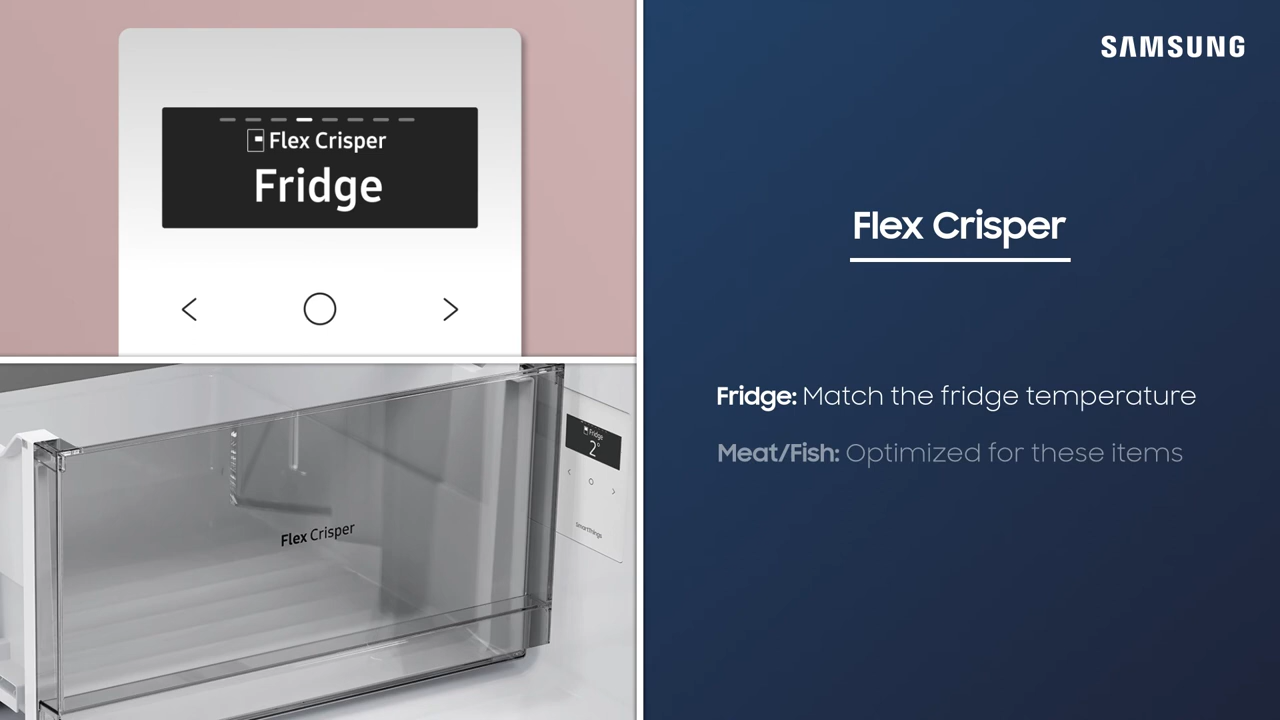 Flex Crisper
Fridge
SAMSUNG
Flex Crisper
Fridge: Match the fridge temperature
Meat/Fish: Optimized for these items
Flex Crisper
Fridge
2°
SmartThings